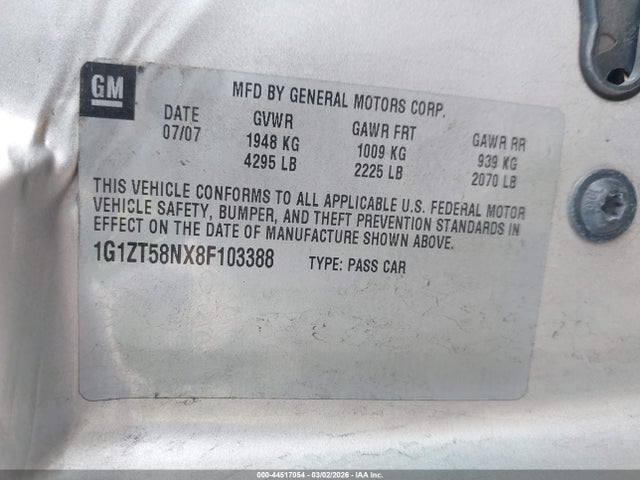 GM
MFD BY GENERAL MOTORS CORP.
DATE GVWR GAWR FRT GAWR RR
07/07 1948 KG 1009 KG 939 KG
4295 LB 2225 LB 2070 LB
THIS VEHICLE CONFORMS TO ALL APPLICABLE U.S. FEDERAL MOTOR
VEHICLE SAFETY, BUMPER, AND THEFT PREVENTION STANDARDS IN
EFFECT ON THE DATE OF MANUFACTURE SHOWN ABOVE.
1G1ZT58NX8F103388 TYPE: PASS CAR
000-44517054 | 03/02/2026 - IAAI.com